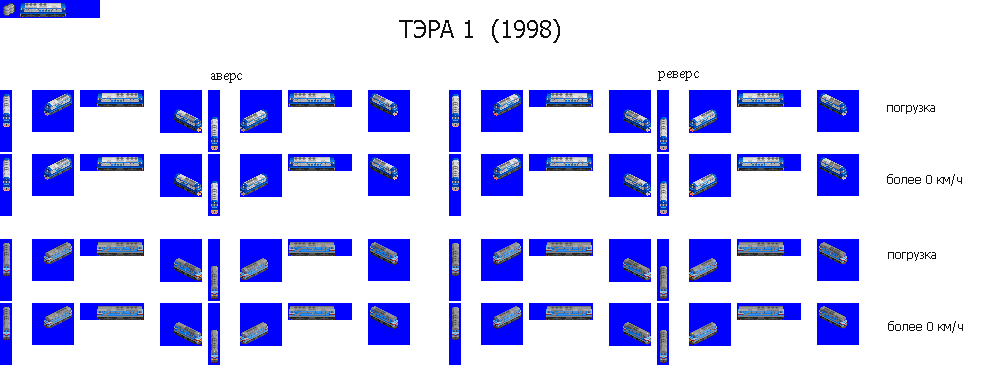 ТЭРА 1 (1998)
аверс
реверс
погрузка
более 0 км/ч
погрузка
более 0 км/ч